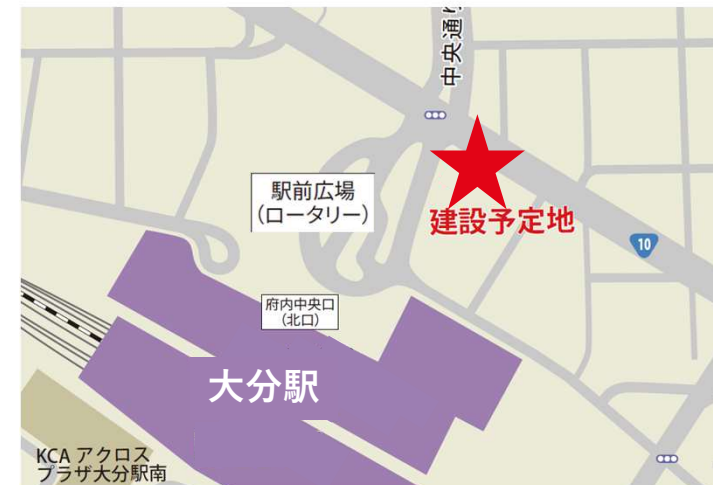 中央通り
駅前広場
(ロータリー)
建設予定地
10
府内中央口
(北口)
大分駅
KCA アクロス
プラザ大分駅南